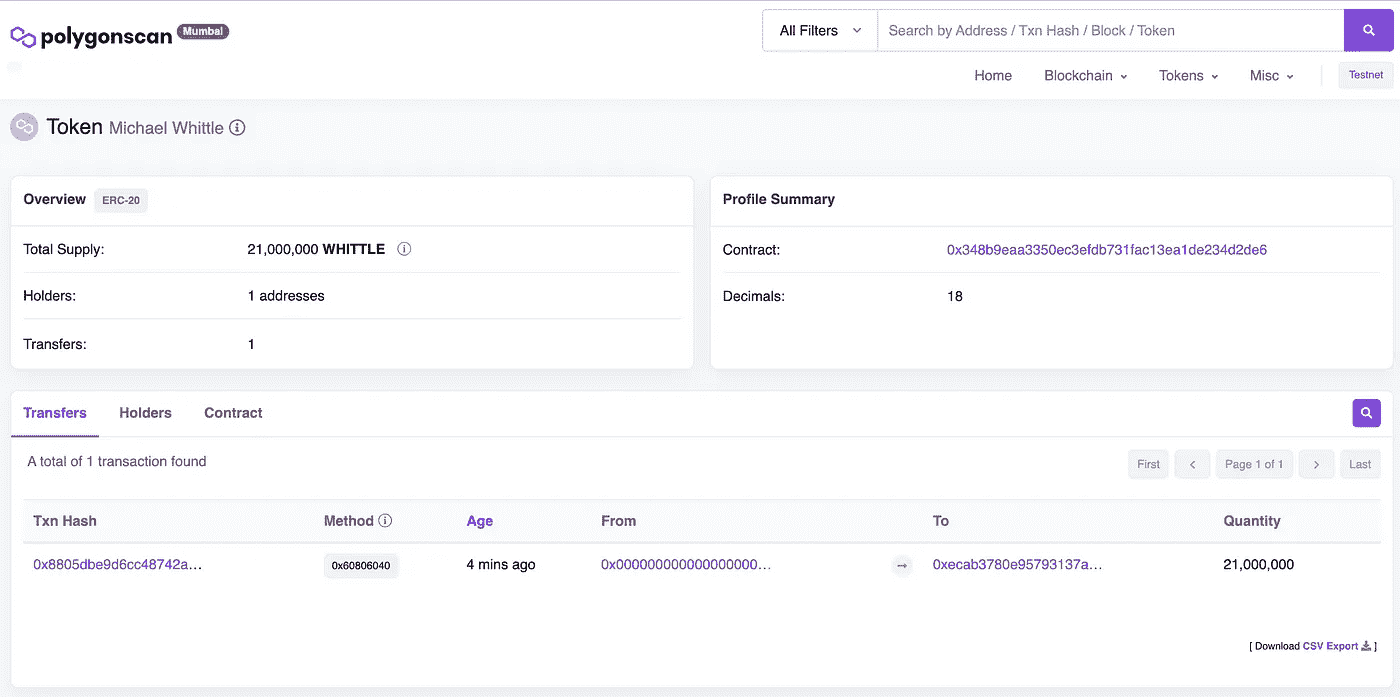 polygonscan Mumbai
All Filters Search by Address / Txn Hash / Block / Token
Home Blockchain Tokens Misc Testnet
Token Michael Whittle
Overview ERC-20
Total Supply: 21,000,000 WHITTLE
Holders: 1 addresses
Transfers: 1
Profile Summary
Contract: 0x348b9eaa3350ec3efdb731fac13ea1de234d2de6
Decimals: 18
Transfers Holders Contract
A total of 1 transaction found
First Page 1 of 1 Last
Txn Hash Method Age From To Quantity
0x8805dbe9d6cc48742a... 0x60806040 4 mins ago 0x000000000000000000... 0xecab3780e95793137a... 21,000,000
[ Download CSV Export ]